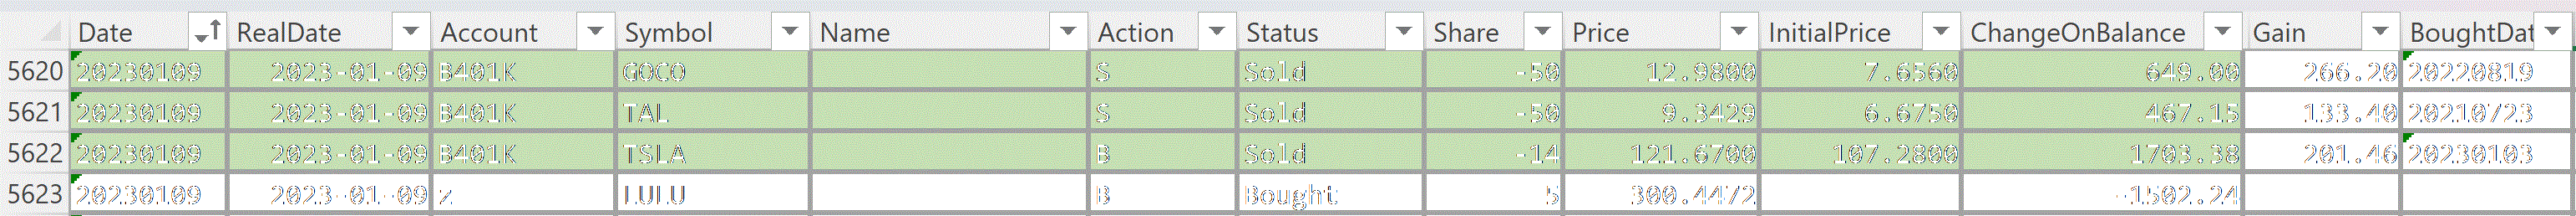 Date RealDate Account Symbol Name Action Status Share Price InitialPrice ChangeOnBalance Gain BoughtDat
5620 20230109 2023-01-09 B401K GOCO S Sold -50 12.9800 7.6560 649.00 266.20 20220819
5621 20230109 2023-01-09 B401K TAL S Sold -50 9.3429 6.6750 467.15 133.40 20210723
5622 20230109 2023-01-09 B401K TSLA B Sold -14 121.6700 107.2800 1703.38 201.46 20230103
5623 20230109 2023-01-09 z LULU B Bought 5 300.4472 -1502.24